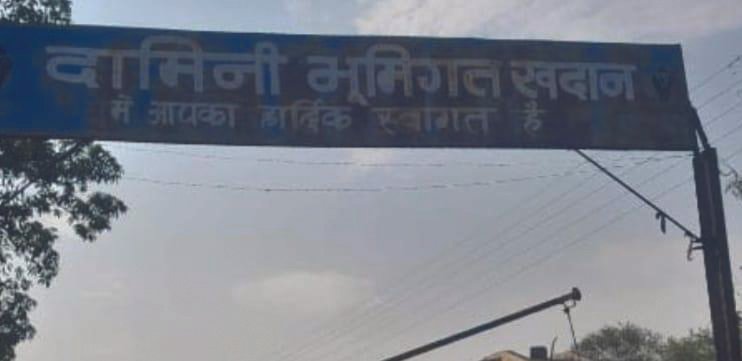 दामिनी भूमिगत खदान
में आपका हार्दिक स्वागत है